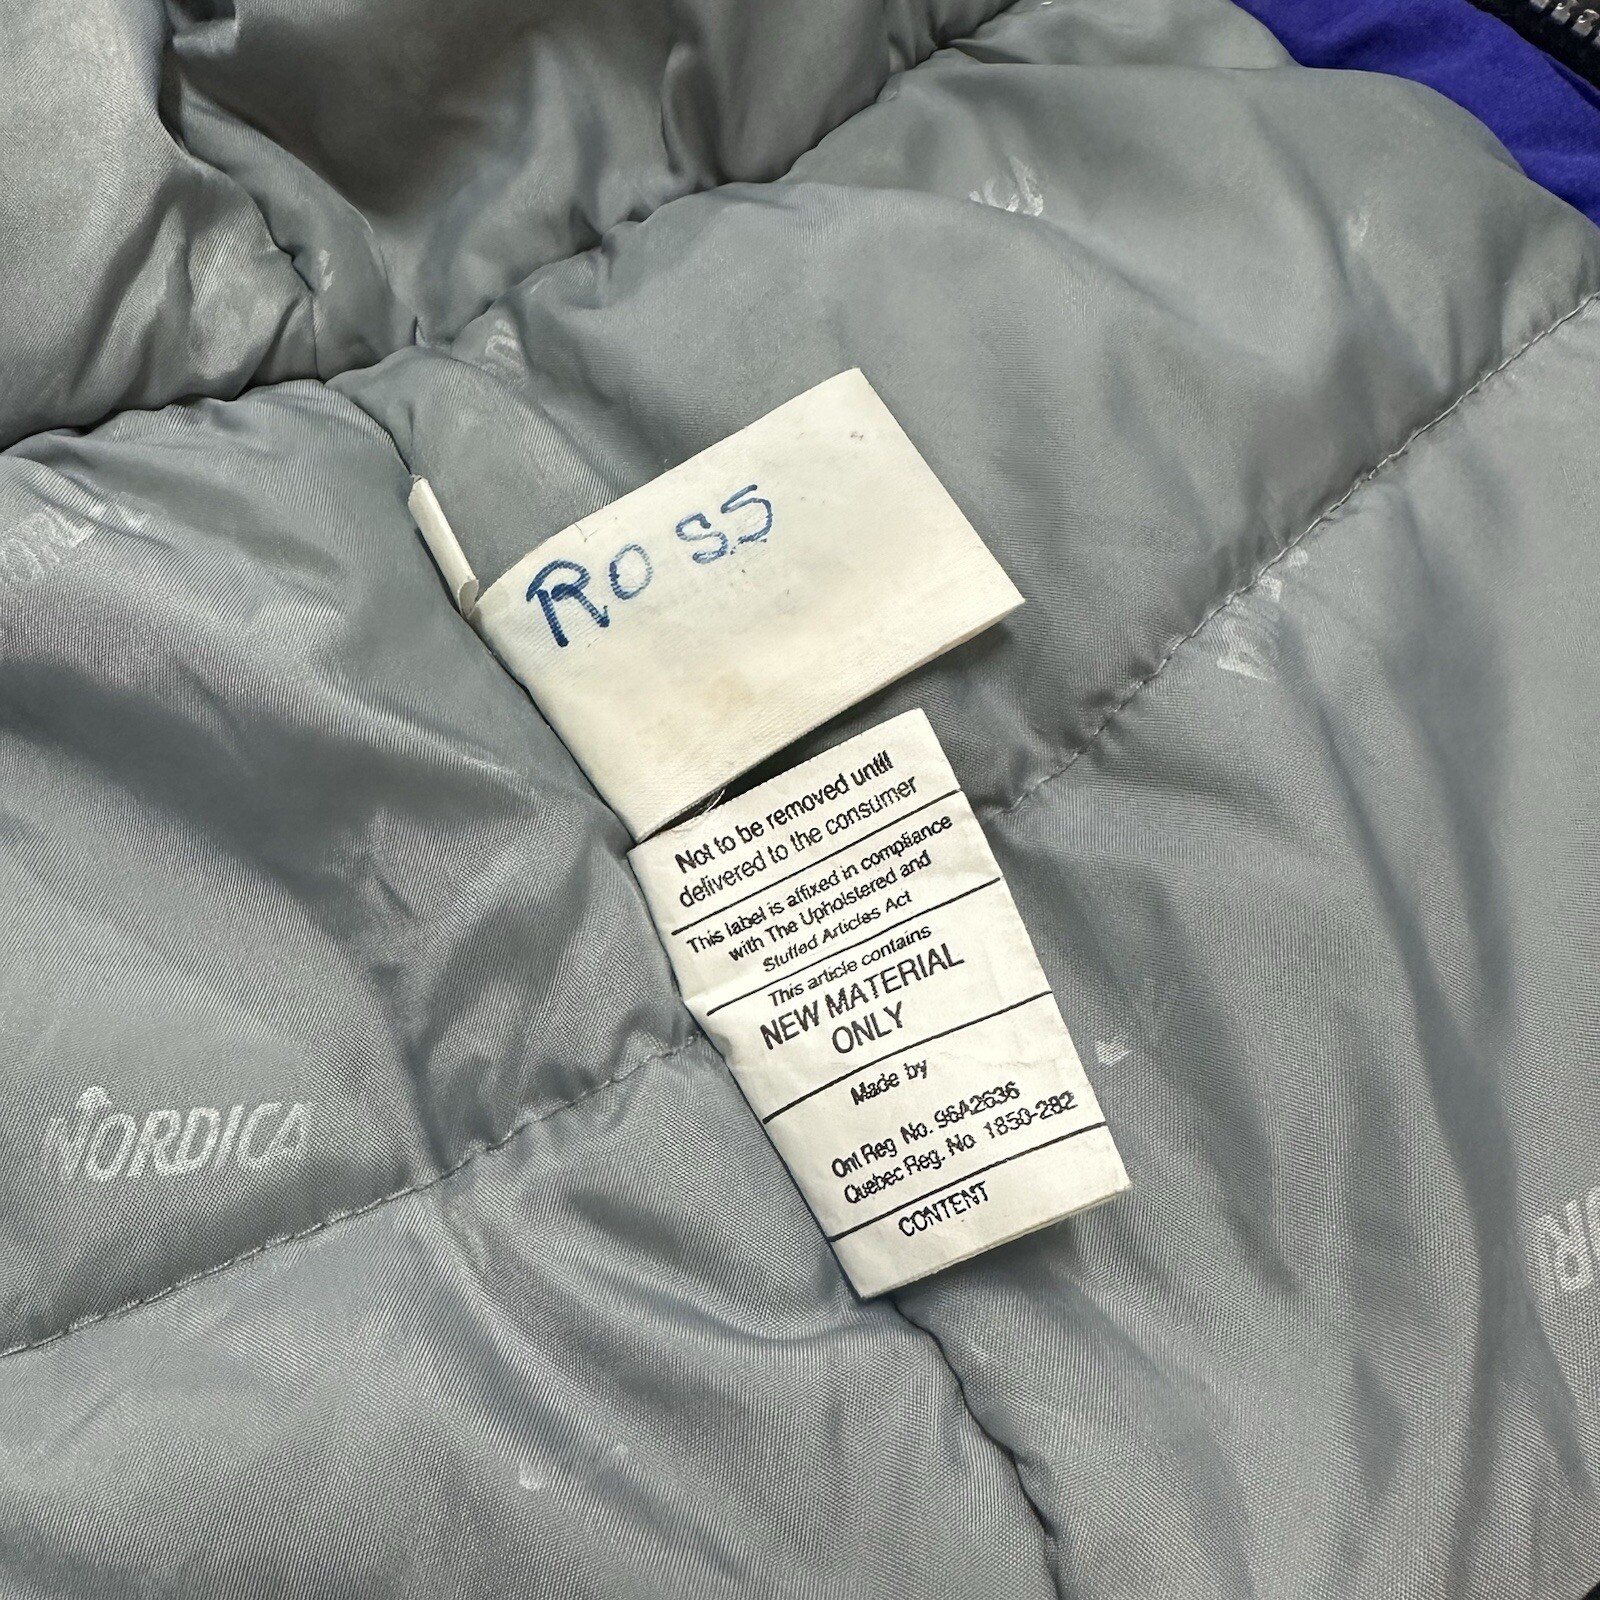 ROSS
Not to be removed until
delivered to the consumer
This label is affixed in compliance
with The Upholstered and
Stuffed Articles Act
This article contains
NEW MATERIAL
ONLY
Made by
Ont Reg No. 96A2636
Quebec Reg. No 1850-282
CONTENT
NORDICA